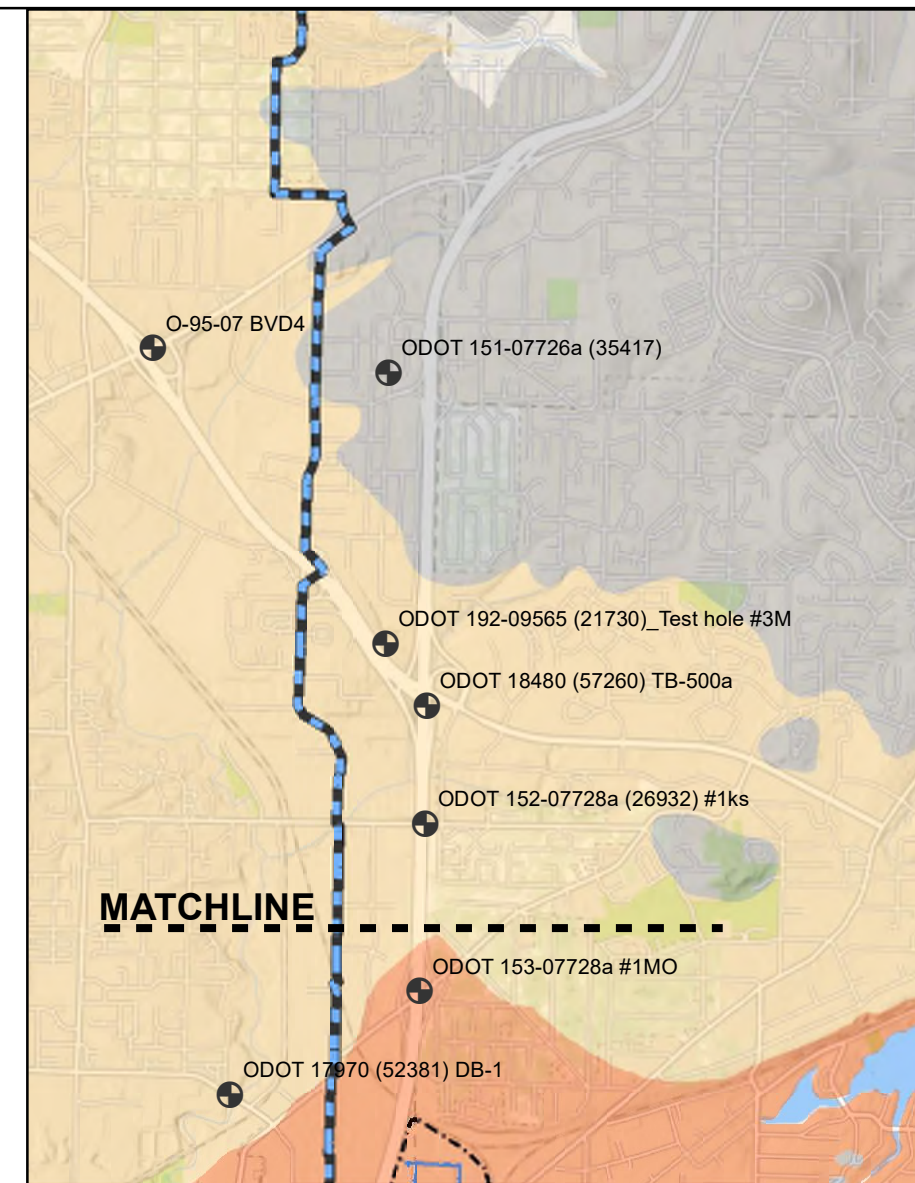 O-95-07 BVD4
ODOT 151-07726a (35417)
ODOT 192-09565 (21730)_Test hole #3M
ODOT 18480 (57260) TB-500a
ODOT 152-07728a (26932) #1ks
MATCHLINE
ODOT 153-07728a #1MO
ODOT 17970 (52381) DB-1